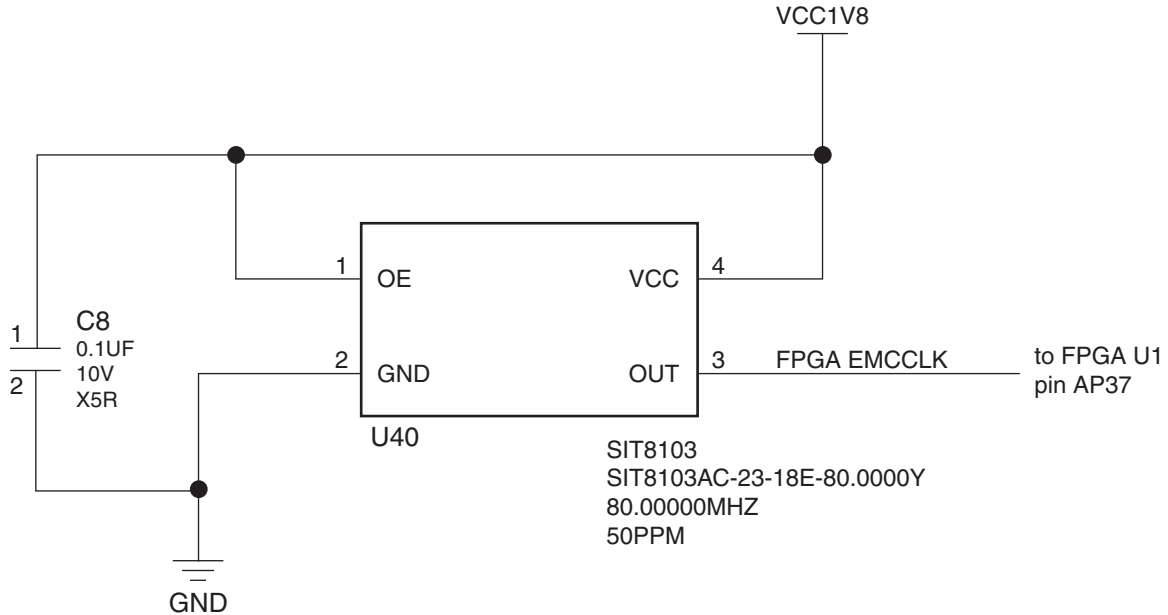 VCC1V8
1
OE
VCC
4
1
C8
0.1UF
10V
X5R
2
2
GND
OUT
3
FPGA EMCCLK
to FPGA U1
pin AP37
U40
SIT8103
SIT8103AC-23-18E-80.0000Y
80.00000MHZ
50PPM
GND